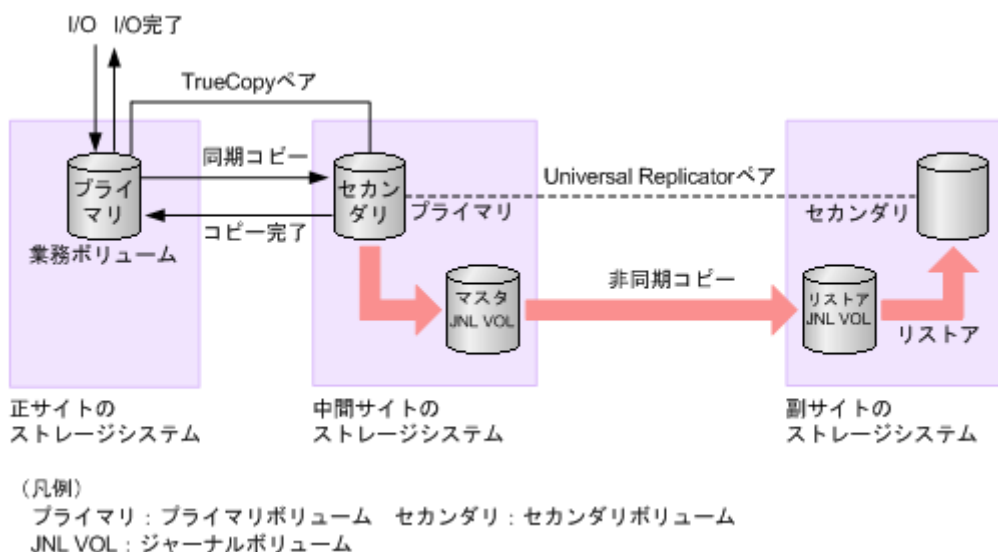 I/O I/O完了
TrueCopyペア
同期コピー
プライ
マリ
セカン
ダリ
プライマリ
Universal Replicatorペア
セカンダリ
コピー完了
業務ボリューム
マスタ
JNL VOL
非同期コピー
リストア
JNL VOL
リストア
正サイトの
ストレージシステム
中間サイトの
ストレージシステム
副サイトの
ストレージシステム
（凡例）
プライマリ：プライマリボリューム　セカンダリ：セカンダリボリューム
JNL VOL：ジャーナルボリューム